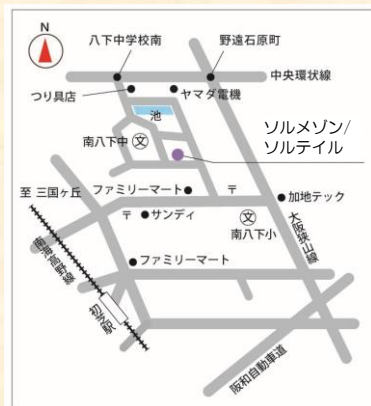 N
八下中学校南
野遠石原町
中央環状線
つり具店
ヤマダ電機
池
南八下中
文
ソルメゾン/
ソルテイル
至 三国ヶ丘
ファミリーマート
〒
加地テック
〒
サンディ
文
南八下小
大阪狭山線
南海高野線
ファミリーマート
初芝駅
阪和自動車道